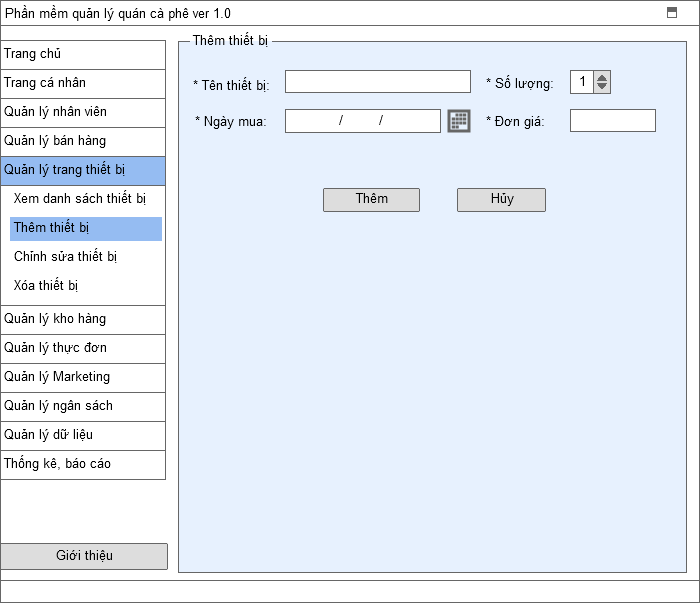 Phần mềm quản lý quán cà phê ver 1.0
Trang chủ
Trang cá nhân
Quản lý nhân viên
Quản lý bán hàng
Quản lý trang thiết bị
Xem danh sách thiết bị
Thêm thiết bị
Chỉnh sửa thiết bị
Xóa thiết bị
Quản lý kho hàng
Quản lý thực đơn
Quản lý Marketing
Quản lý ngân sách
Quản lý dữ liệu
Thống kê, báo cáo
Giới thiệu
Thêm thiết bị
* Tên thiết bị: * Số lượng: 1
* Ngày mua: / / * Đơn giá:
Thêm Hủy